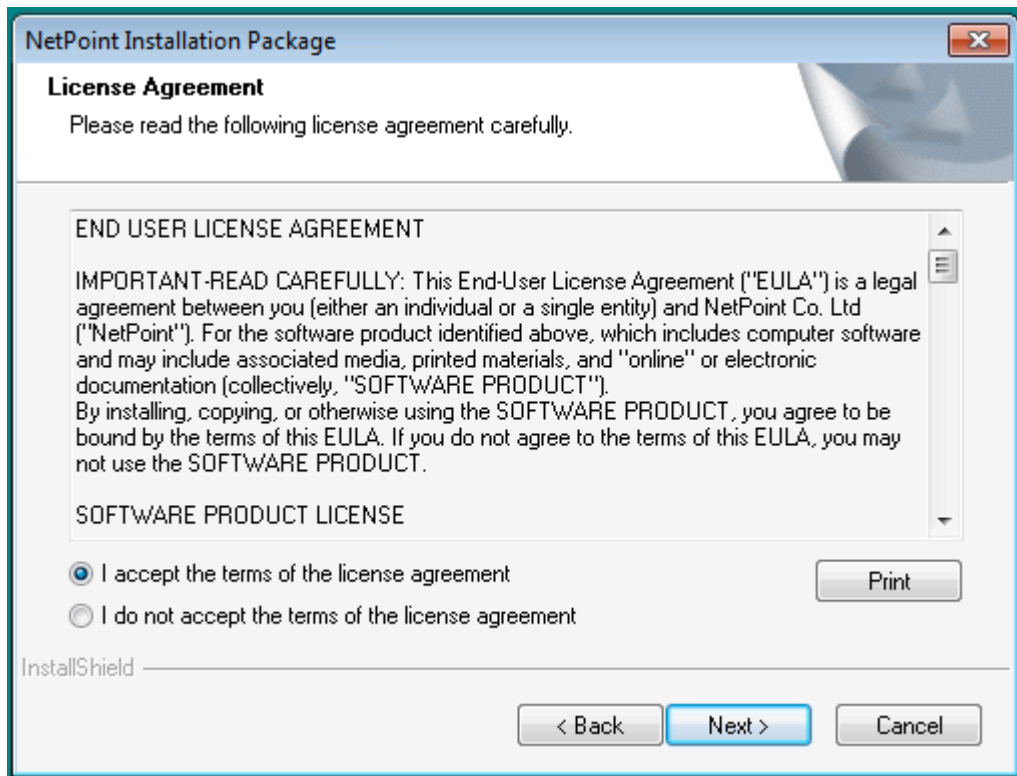 NetPoint Installation Package
License Agreement
Please read the following license agreement carefully.
END USER LICENSE AGREEMENT
IMPORTANT-READ CAREFULLY: This End-User License Agreement ("EULA") is a legal
agreement between you (either an individual or a single entity) and NetPoint Co. Ltd
("NetPoint"). For the software product identified above, which includes computer software
and may include associated media, printed materials, and "online" or electronic
documentation (collectively, "SOFTWARE PRODUCT").
By installing, copying, or otherwise using the SOFTWARE PRODUCT, you agree to be
bound by the terms of this EULA. If you do not agree to the terms of this EULA, you may
not use the SOFTWARE PRODUCT.
SOFTWARE PRODUCT LICENSE
I accept the terms of the license agreement
Print
I do not accept the terms of the license agreement
InstallShield
< Back
Next >
Cancel